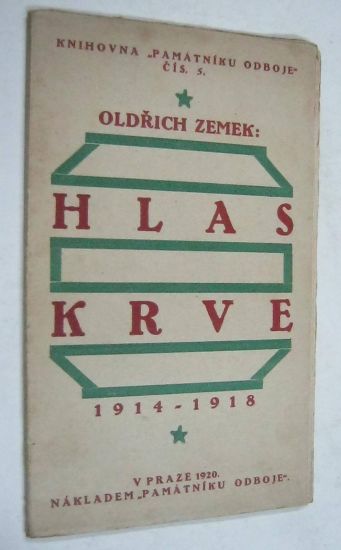 KNIHOVNA „PAMÁTNÍKU ODBOJE"
ČÍS. 5.
OLDŘICH ZEMEK:
HLAS
KRVE
1914-1918
V PRAZE 1920.
NÁKLADEM „PAMÁTNÍKU ODBOJE".